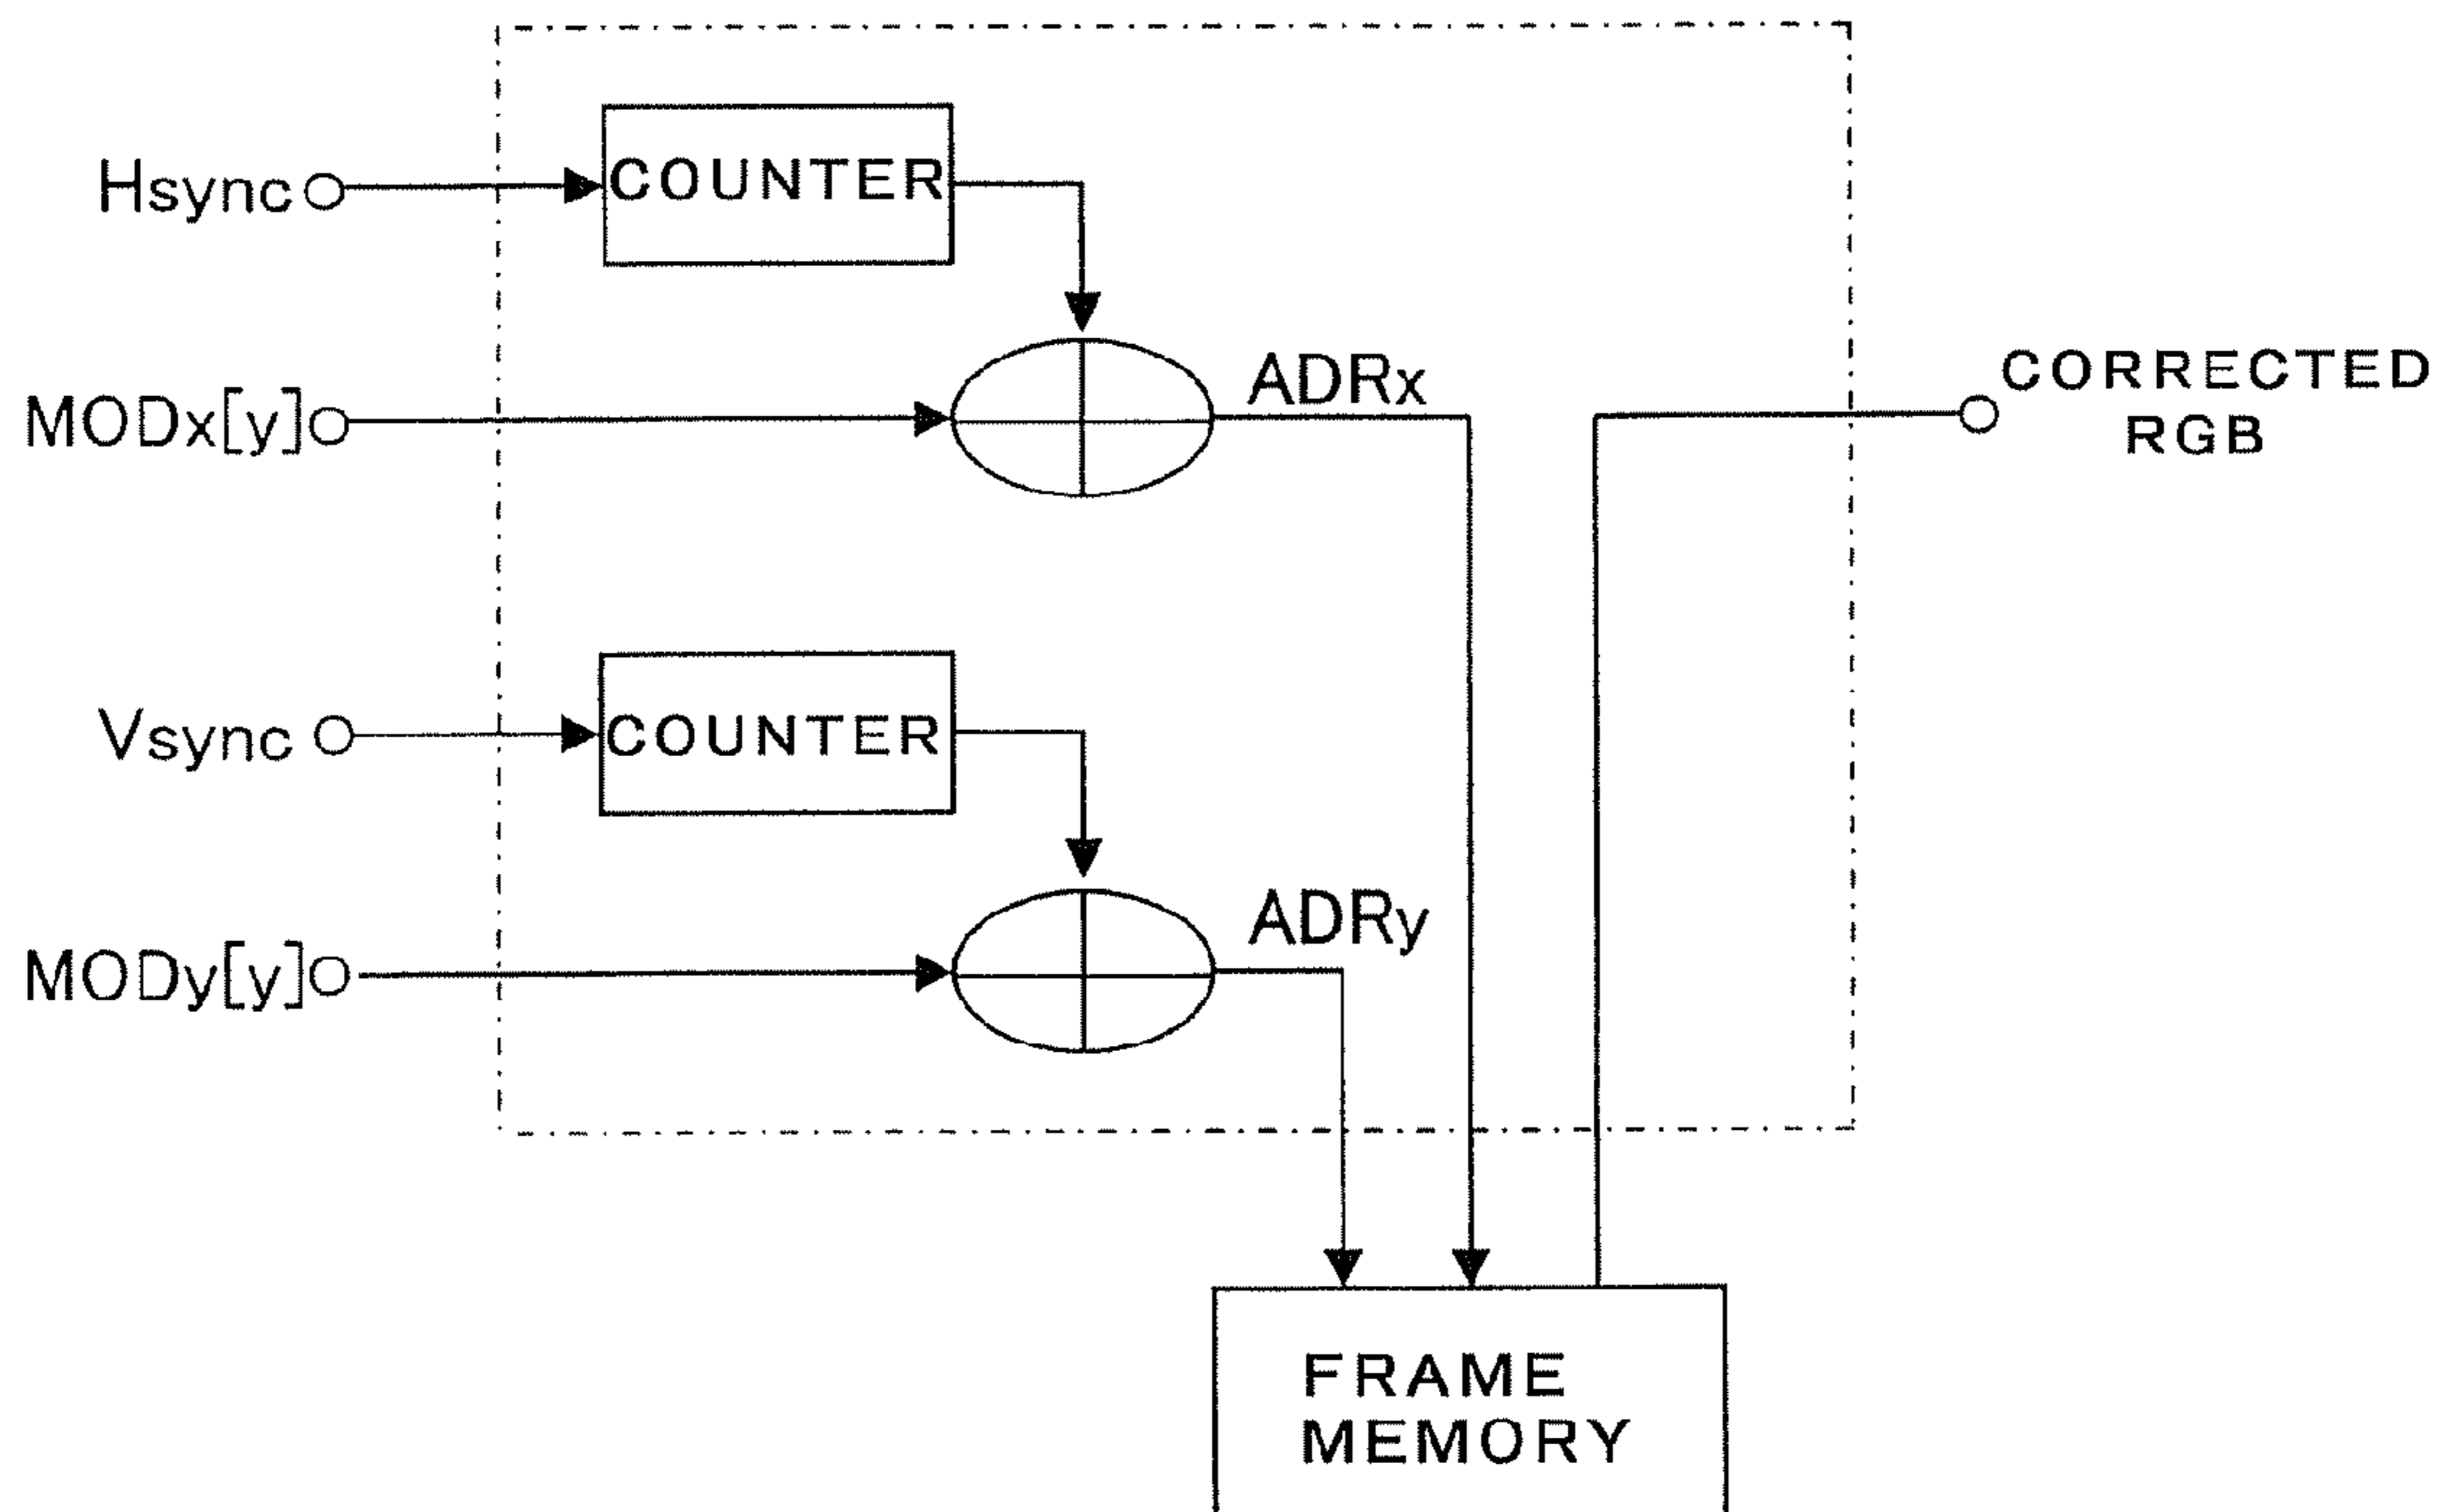 Hsync
COUNTER
MODx[y]
ADRx
CORRECTED
RGB
Vsync
COUNTER
MODy[y]
ADRy
FRAME
MEMORY